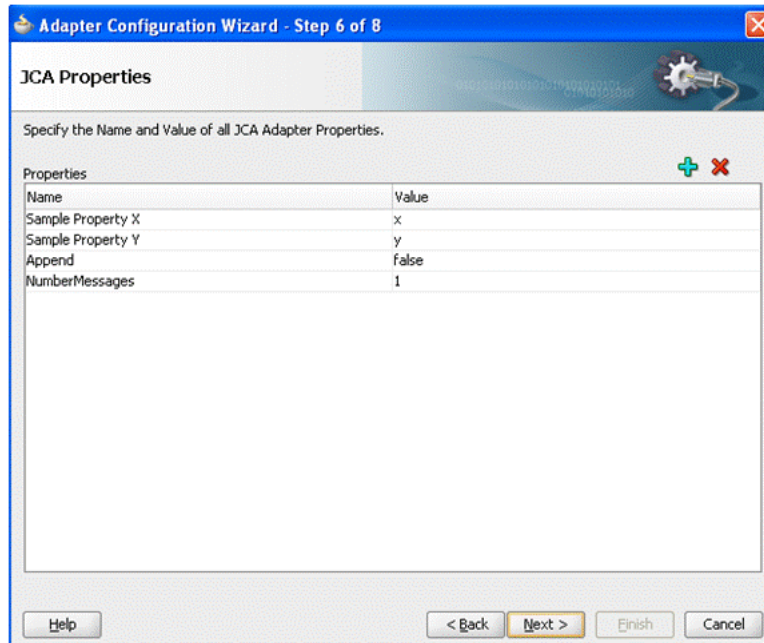 Adapter Configuration Wizard - Step 6 of 8
JCA Properties
Specify the Name and Value of all JCA Adapter Properties.
Properties
Name Value
Sample Property X x
Sample Property Y y
Append false
NumberMessages 1
Help < Back Next > Finish Cancel